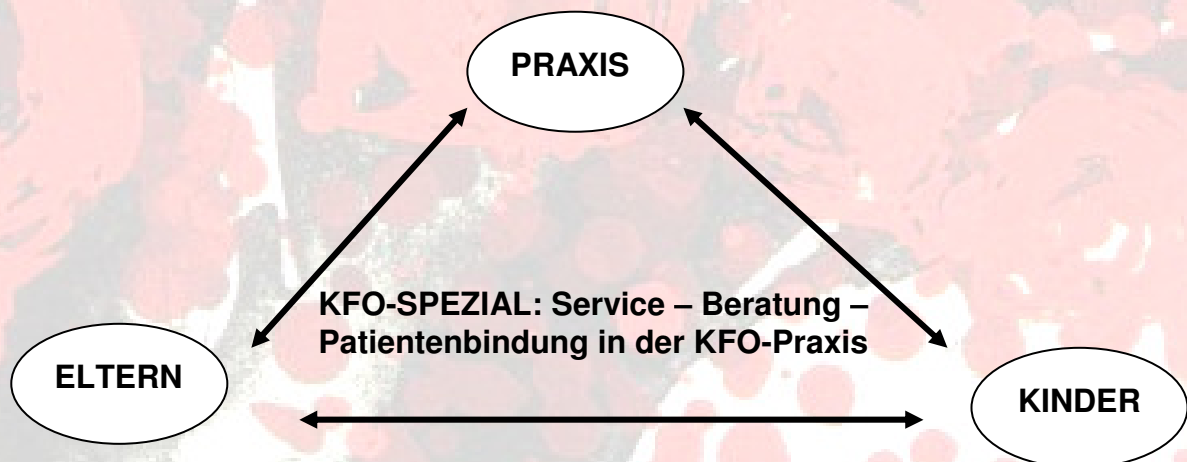 PRAXIS
KFO-SPEZIAL: Service – Beratung –
Patientenbindung in der KFO-Praxis
ELTERN
KINDER